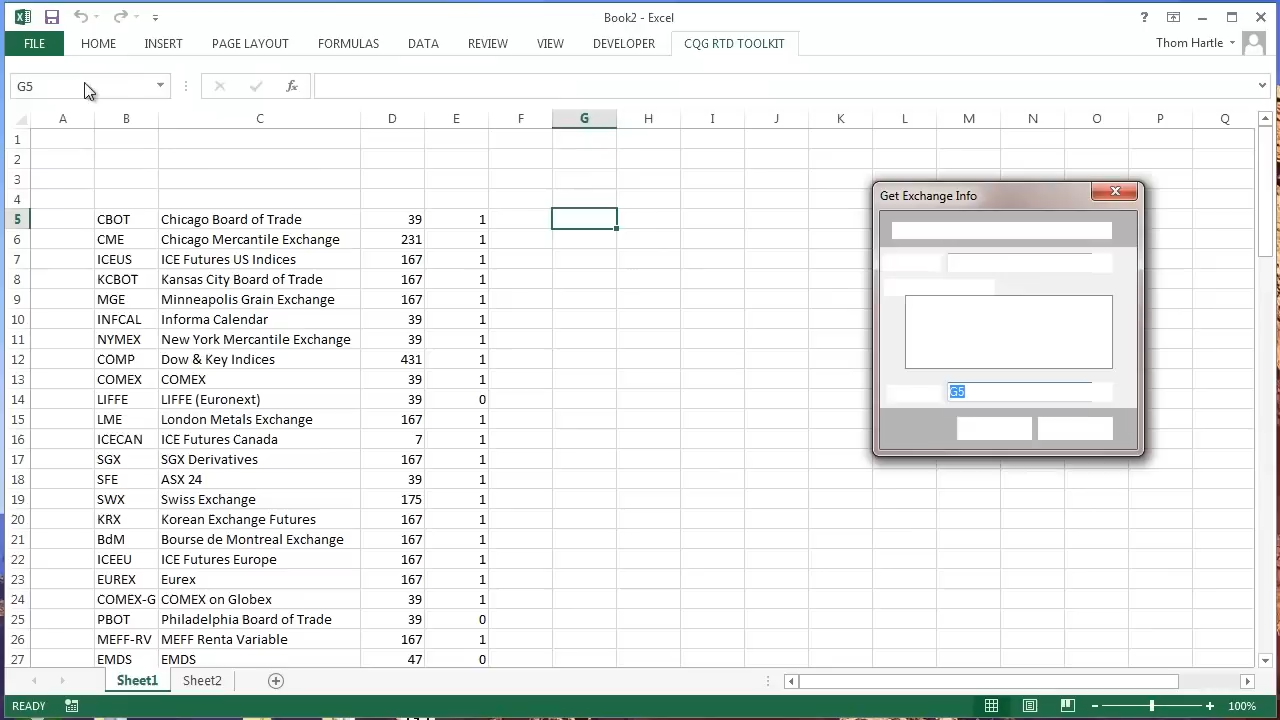 Book2 - Excel
?
FILE HOME INSERT PAGE LAYOUT FORMULAS DATA REVIEW VIEW DEVELOPER CQG RTD TOOLKIT Thom Hartle
G5 fx
A B C D E F G H I J K L M N O P Q
1
2
3
4
5 CBOT Chicago Board of Trade 39 1
6 CME Chicago Mercantile Exchange 231 1
7 ICEUS ICE Futures US Indices 167 1
8 KCBOT Kansas City Board of Trade 167 1
9 MGE Minneapolis Grain Exchange 167 1
10 INFCAL Informa Calendar 39 1
11 NYMEX New York Mercantile Exchange 39 1
12 COMP Dow & Key Indices 431 1
13 COMEX COMEX 39 1
14 LIFFE LIFFE (Euronext) 39 0
15 LME London Metals Exchange 167 1
16 ICECAN ICE Futures Canada 7 1
17 SGX SGX Derivatives 167 1
18 SFE ASX 24 39 1
19 SWX Swiss Exchange 175 1
20 KRX Korean Exchange Futures 167 1
21 BdM Bourse de Montreal Exchange 167 1
22 ICEEU ICE Futures Europe 167 1
23 EUREX Eurex 167 1
24 COMEX-G COMEX on Globex 39 1
25 PBOT Philadelphia Board of Trade 39 0
26 MEFF-RV MEFF Renta Variable 167 1
27 EMDS EMDS 47 0
Get Exchange Info
G5
Sheet1 Sheet2
READY 100%